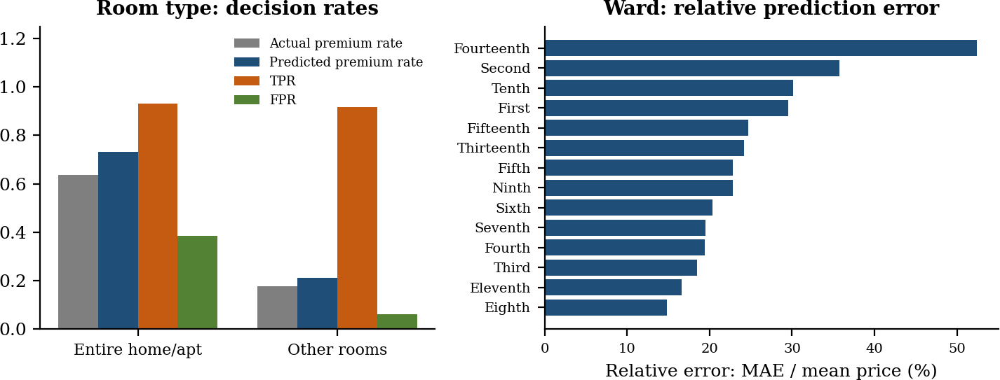 Room type: decision rates
1.2
1.0
0.8
0.6
0.4
0.2
0.0
Actual premium rate
Predicted premium rate
TPR
FPR
Entire home/apt
Other rooms
Ward: relative prediction error
Fourteenth
Second
Tenth
First
Fifteenth
Thirteenth
Fifth
Ninth
Sixth
Seventh
Fourth
Third
Eleventh
Eighth
0 10 20 30 40 50
Relative error: MAE / mean price (%)